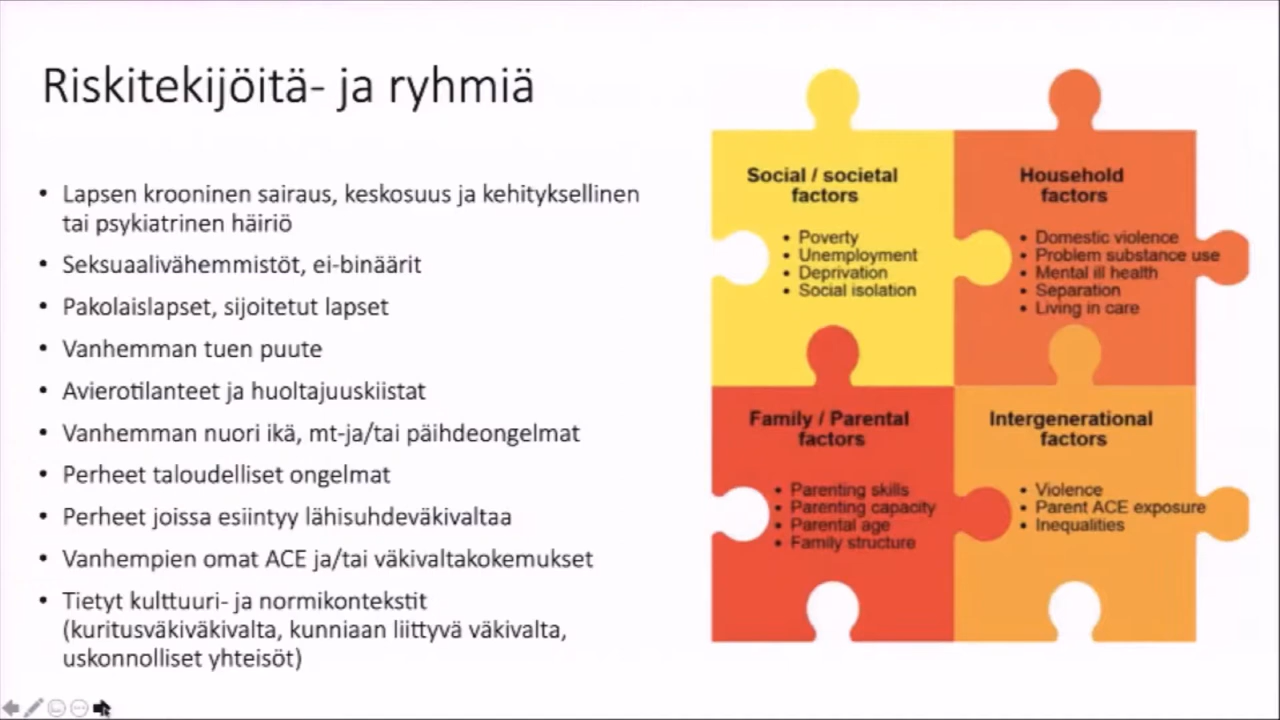 Riskitekijöitä- ja ryhmiä
• Lapsen krooninen sairaus, keskosuus ja kehityksellinen
tai psykiatrinen häiriö
• Seksuaalivähemmistöt, ei-binäärit
• Pakolaislapset, sijoitetut lapset
• Vanhemman tuen puute
• Avierotilanteet ja huoltajuuskiistat
• Vanhemman nuori ikä, mt-ja/tai päihdeongelmat
• Perheet taloudelliset ongelmat
• Perheet joissa esiintyy lähisuhdeväkivaltaa
• Vanhempien omat ACE ja/tai väkivaltakokemukset
• Tietyt kulttuuri- ja normikontekstit
(kuritusväkiväkivalta, kunniaan liittyvä väkivalta,
uskonnolliset yhteisöt)
Social / societal
factors
• Poverty
• Unemployment
• Deprivation
• Social isolation
Household
factors
• Domestic violence
• Problem substance use
• Mental ill health
• Separation
• Living in care
Family / Parental
factors
• Parenting skills
• Parenting capacity
• Parental age
• Family structure
Intergenerational
factors
• Violence
• Parent ACE exposure
• Inequalities